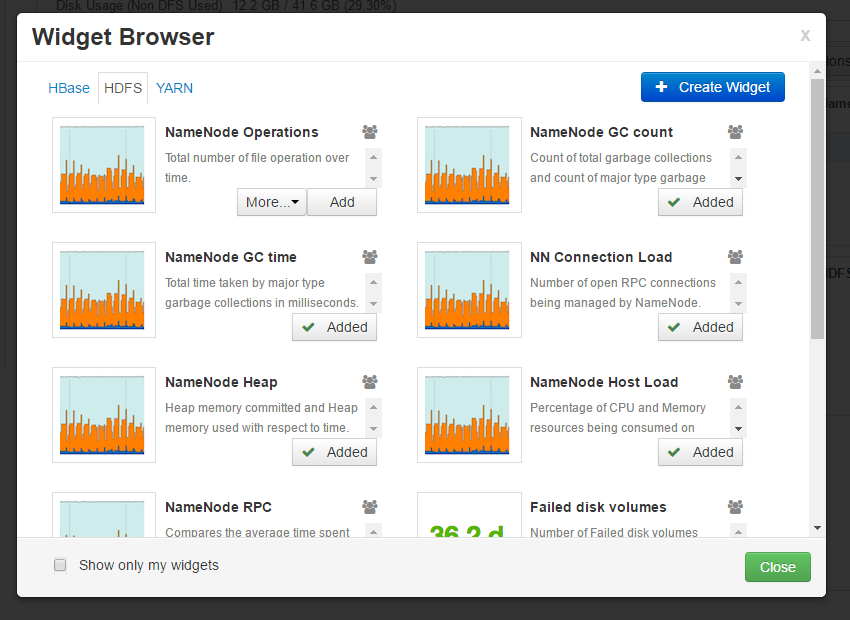 Disk Usage (Non DFS Used) 12.2 GB / 41.6 GB (29.30%)
Widget Browser
x
HBase HDFS YARN
+ Create Widget
NameNode Operations
Total number of file operation over
time.
More... Add
NameNode GC count
Count of total garbage collections
and count of major type garbage
Added
NameNode GC time
Total time taken by major type
garbage collections in milliseconds.
Added
NN Connection Load
Number of open RPC connections
being managed by NameNode.
Added
NameNode Heap
Heap memory committed and Heap
memory used with respect to time.
Added
NameNode Host Load
Percentage of CPU and Memory
resources being consumed on
Added
NameNode RPC
Compares the average time spent
36.2 d
Failed disk volumes
Number of Failed disk volumes
Show only my widgets
Close